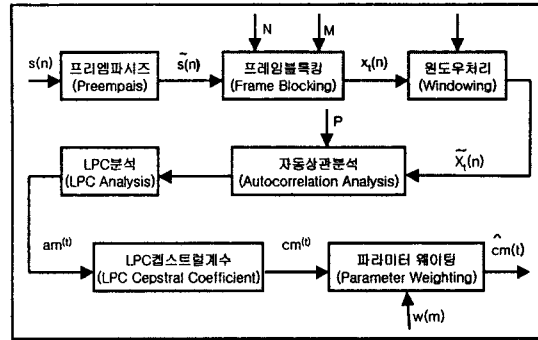 N
M
s(n)
프리엠파시즈
(Preempais)
s̃(n)
프레임블록킹
(Frame Blocking)
x₁(n)
윈도우처리
(Windowing)
P
LPC분석
(LPC Analysis)
자동상관분석
(Autocorrelation Analysis)
X̃₁(n)
am(t)
LPC켑스트럴계수
(LPC Cepstral Coefficient)
cm(t)
파라미터 웨이팅
(Parameter Weighting)
ĉm(t)
w(m)